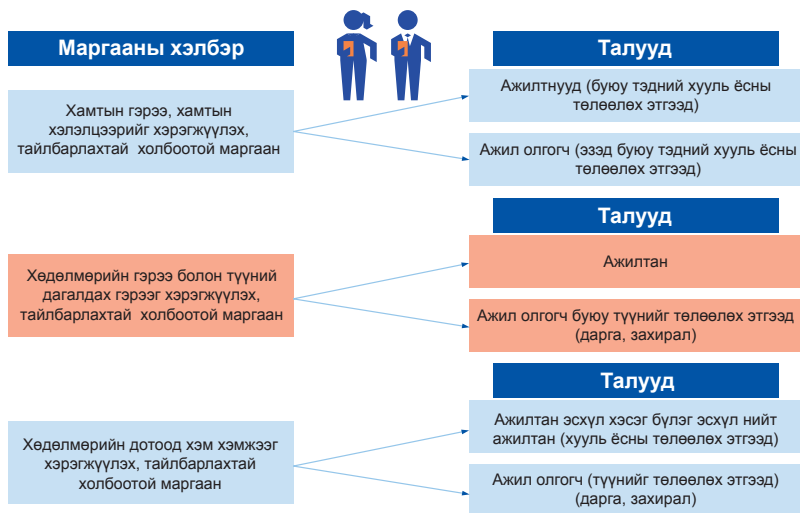 Маргааны хэлбэр
Талууд
Хамтын гэрээ, хамтын
хэлэлцээрийг хэрэгжүүлэх,
тайлбарлахтай холбоотой маргаан
Ажилтнууд (буюу тэдний хууль ёсны
төлөөлөх этгээд)
Ажил олгогч (эзэд буюу тэдний хууль ёсны
төлөөлөх этгээд)
Талууд
Хөдөлмөрийн гэрээ болон түүний
дагалдах гэрээг хэрэгжүүлэх,
тайлбарлахтай холбоотой маргаан
Ажилтан
Ажил олгогч буюу түүнийг төлөөлөх этгээд
(дарга, захирал)
Талууд
Хөдөлмөрийн дотоод хэм хэмжээг
хэрэгжүүлэх, тайлбарлахтай
холбоотой маргаан
Ажилтан эсхүл хэсэг бүлэг эсхүл нийт
ажилтан (хууль ёсны төлөөлөх этгээд)
Ажил олгогч (түүнийг төлөөлөх этгээд)
(дарга, захирал)